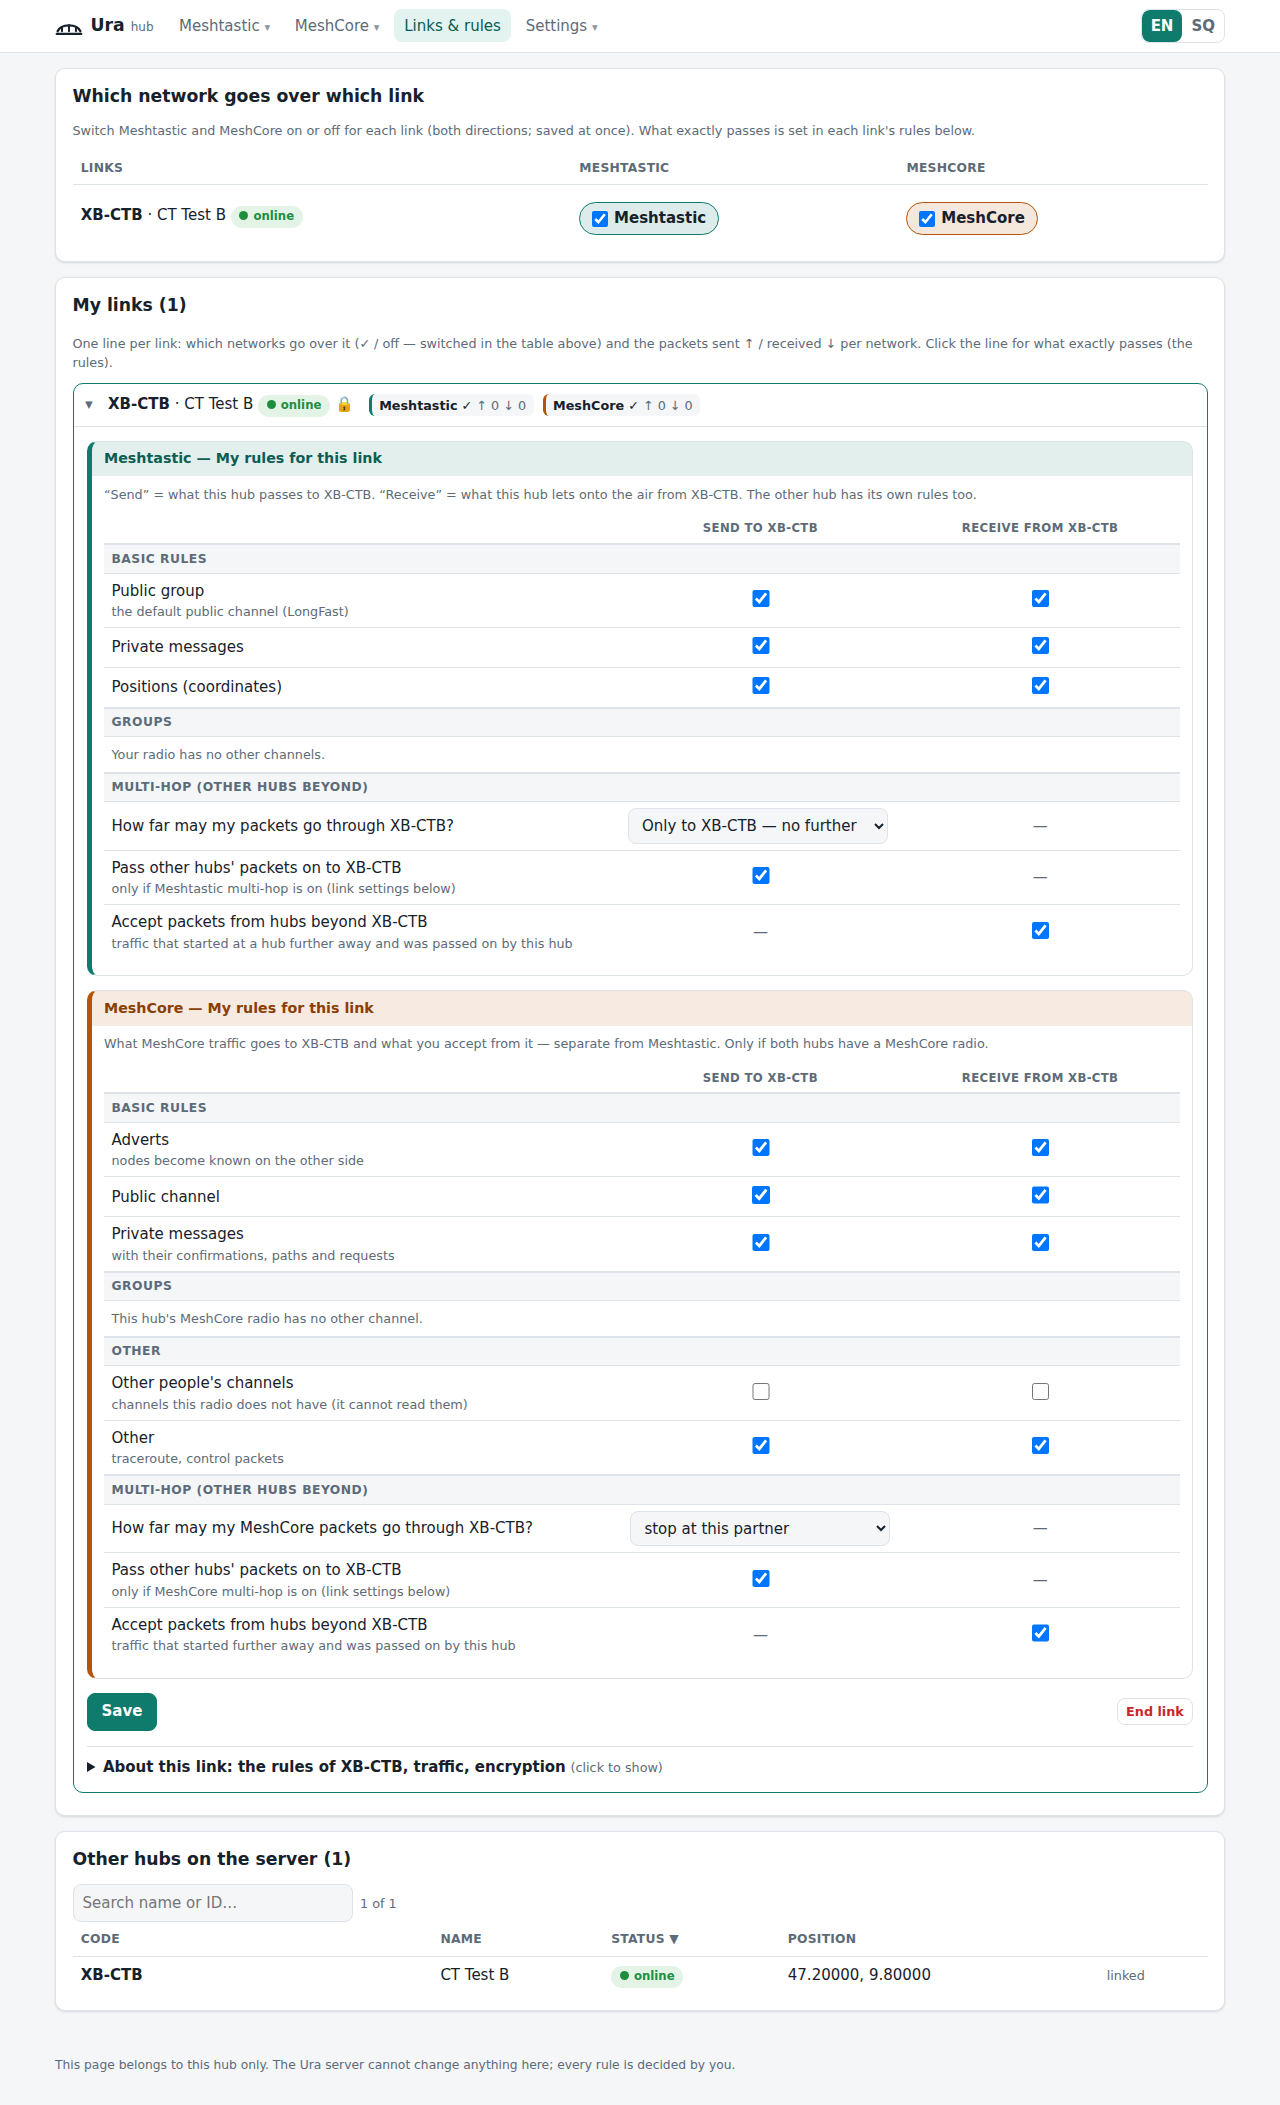 Ura hub Meshtastic ▾ MeshCore ▾ Links & rules Settings ▾ EN SQ
Which network goes over which link
Switch Meshtastic and MeshCore on or off for each link (both directions; saved at once). What exactly passes is set in each link's rules below.
LINKS MESHTASTIC MESHCORE
XB-CTB · CT Test B online Meshtastic MeshCore
My links (1)
One line per link: which networks go over it (✓ / off — switched in the table above) and the packets sent ↑ / received ↓ per network. Click the line for what exactly passes (the
rules).
▾ XB-CTB · CT Test B online 🔒 Meshtastic ✓ ↑ 0 ↓ 0 MeshCore ✓ ↑ 0 ↓ 0
Meshtastic — My rules for this link
“Send” = what this hub passes to XB-CTB. “Receive” = what this hub lets onto the air from XB-CTB. The other hub has its own rules too.
SEND TO XB-CTB RECEIVE FROM XB-CTB
BASIC RULES
Public group
the default public channel (LongFast)
Private messages
Positions (coordinates)
GROUPS
Your radio has no other channels.
MULTI-HOP (OTHER HUBS BEYOND)
How far may my packets go through XB-CTB? Only to XB-CTB — no further —
Pass other hubs' packets on to XB-CTB —
only if Meshtastic multi-hop is on (link settings below)
Accept packets from hubs beyond XB-CTB —
traffic that started at a hub further away and was passed on by this hub
MeshCore — My rules for this link
What MeshCore traffic goes to XB-CTB and what you accept from it — separate from Meshtastic. Only if both hubs have a MeshCore radio.
SEND TO XB-CTB RECEIVE FROM XB-CTB
BASIC RULES
Adverts
nodes become known on the other side
Public channel
Private messages
with their confirmations, paths and requests
GROUPS
This hub's MeshCore radio has no other channel.
OTHER
Other people's channels
channels this radio does not have (it cannot read them)
Other
traceroute, control packets
MULTI-HOP (OTHER HUBS BEYOND)
How far may my MeshCore packets go through XB-CTB? stop at this partner —
Pass other hubs' packets on to XB-CTB —
only if MeshCore multi-hop is on (link settings below)
Accept packets from hubs beyond XB-CTB —
traffic that started further away and was passed on by this hub
Save End link
▶ About this link: the rules of XB-CTB, traffic, encryption (click to show)
Other hubs on the server (1)
Search name or ID… 1 of 1
CODE NAME STATUS ▼ POSITION
XB-CTB CT Test B online 47.20000, 9.80000 linked
This page belongs to this hub only. The Ura server cannot change anything here; every rule is decided by you.